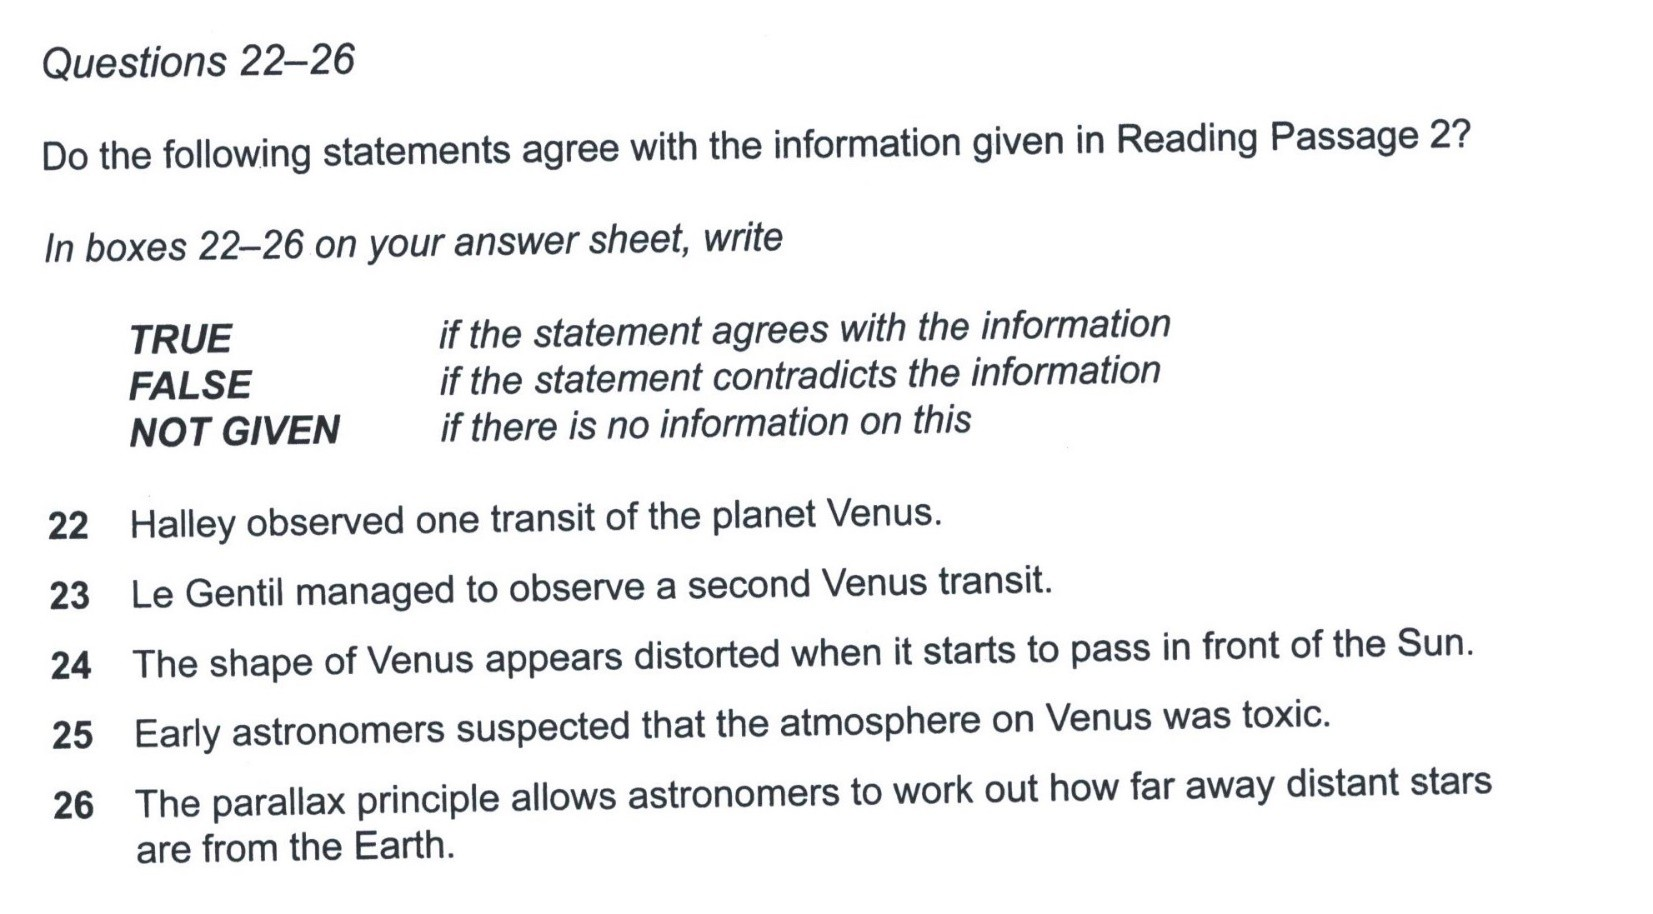 Questions 22–26
Do the following statements agree with the information given in Reading Passage 2?
In boxes 22–26 on your answer sheet, write
TRUE if the statement agrees with the information
FALSE if the statement contradicts the information
NOT GIVEN if there is no information on this
22 Halley observed one transit of the planet Venus.
23 Le Gentil managed to observe a second Venus transit.
24 The shape of Venus appears distorted when it starts to pass in front of the Sun.
25 Early astronomers suspected that the atmosphere on Venus was toxic.
26 The parallax principle allows astronomers to work out how far away distant stars
are from the Earth.